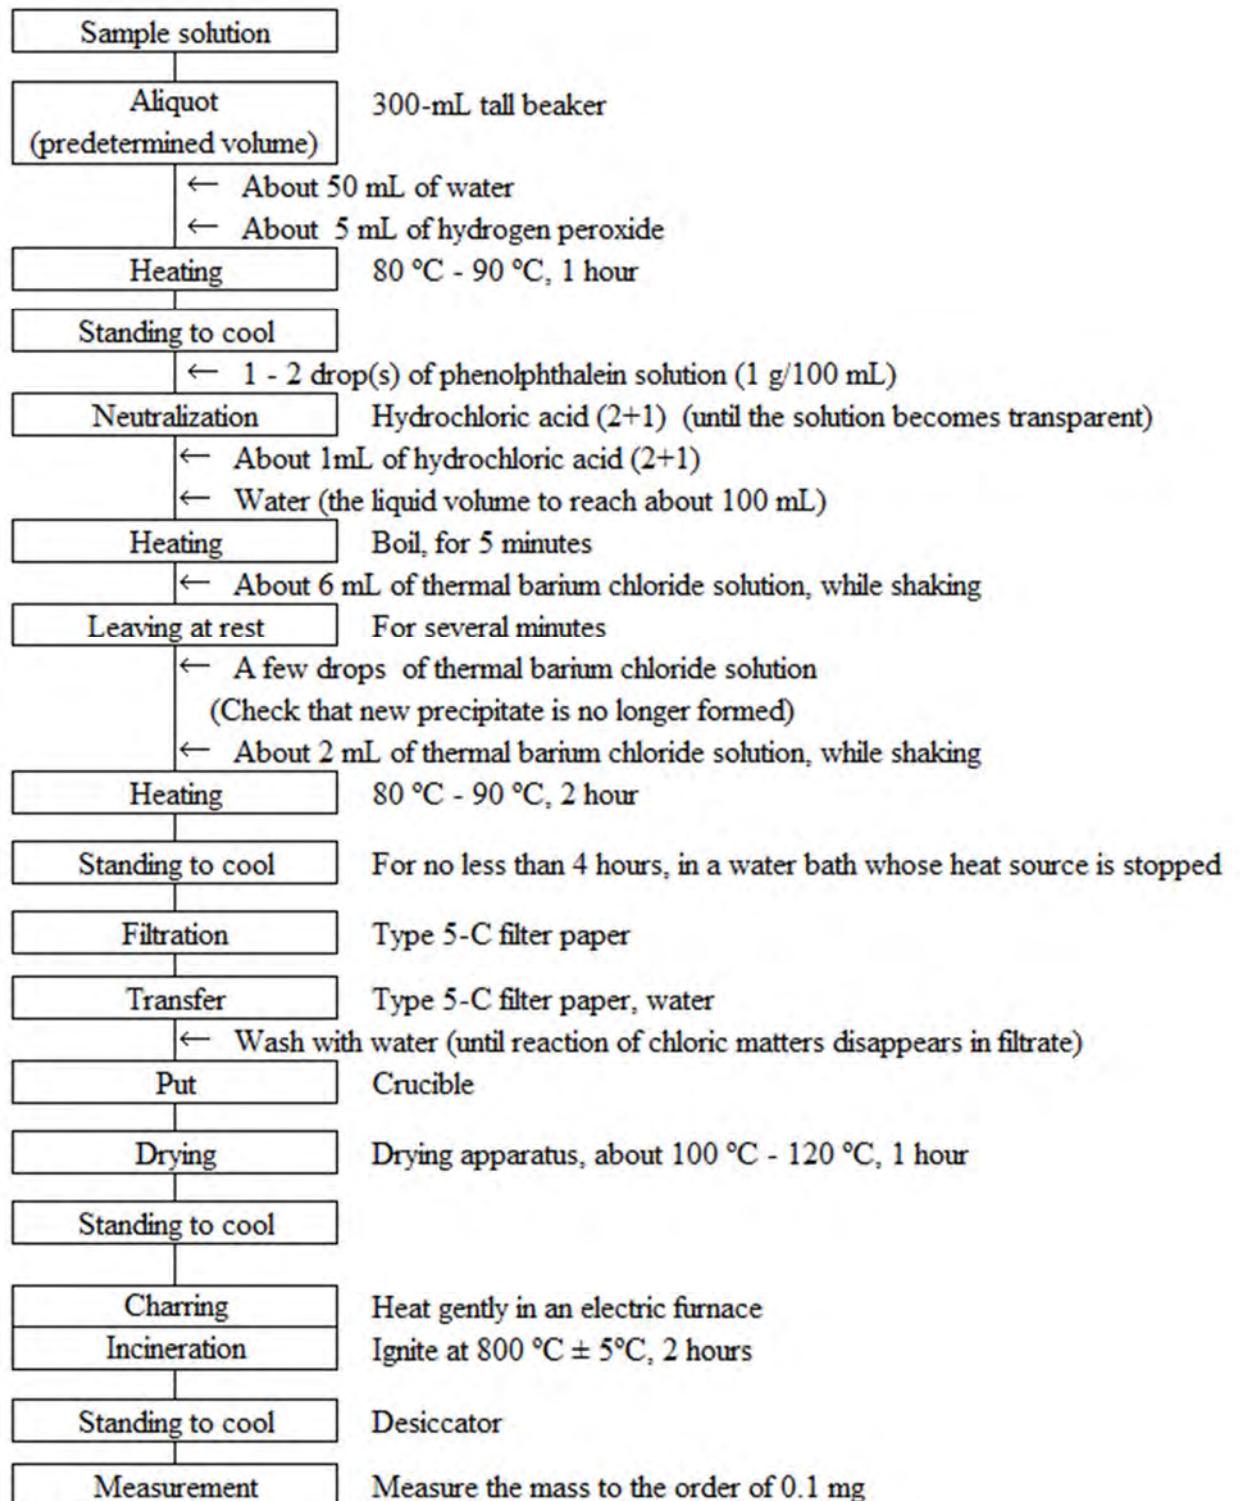 Sample solution
Aliquot
(predetermined volume)
300-mL tall beaker
← About 50 mL of water
← About 5 mL of hydrogen peroxide
Heating 80 °C - 90 °C, 1 hour
Standing to cool
← 1 - 2 drop(s) of phenolphthalein solution (1 g/100 mL)
Neutralization Hydrochloric acid (2+1) (until the solution becomes transparent)
← About 1mL of hydrochloric acid (2+1)
← Water (the liquid volume to reach about 100 mL)
Heating Boil, for 5 minutes
← About 6 mL of thermal barium chloride solution, while shaking
Leaving at rest For several minutes
← A few drops of thermal barium chloride solution
(Check that new precipitate is no longer formed)
← About 2 mL of thermal barium chloride solution, while shaking
Heating 80 °C - 90 °C, 2 hour
Standing to cool For no less than 4 hours, in a water bath whose heat source is stopped
Filtration Type 5-C filter paper
Transfer Type 5-C filter paper, water
← Wash with water (until reaction of chloric matters disappears in filtrate)
Put Crucible
Drying Drying apparatus, about 100 °C - 120 °C, 1 hour
Standing to cool
Charring Heat gently in an electric furnace
Incineration Ignite at 800 °C ± 5°C, 2 hours
Standing to cool Desiccator
Measurement Measure the mass to the order of 0.1 mg